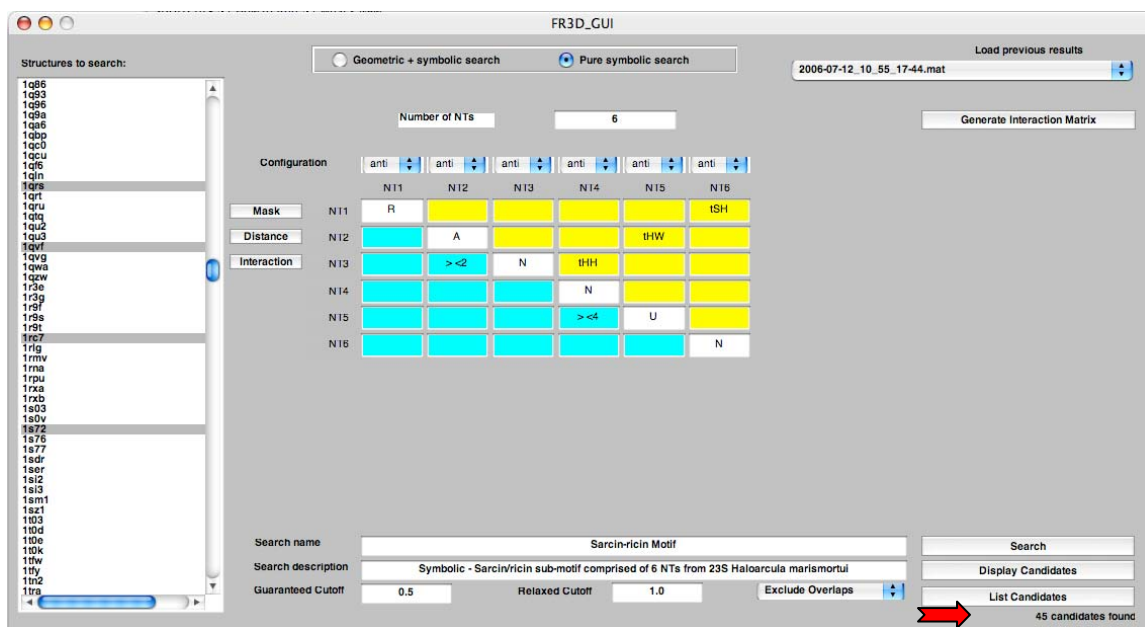 FR3D_GUI
Structures to search:
Geometric + symbolic search
Pure symbolic search
Load previous results
2006-07-12_10_55_17-44.mat
Number of NTs
6
Generate Interaction Matrix
Configuration
anti anti anti anti anti anti
NT1 NT2 NT3 NT4 NT5 NT6
Mask NT1 R tSH
Distance NT2 A tHW
Interaction NT3 > <2 N tHH
NT4 N
NT5 > <4 U
NT6 N
1q86
1q93
1q96
1q9a
1qa6
1qbp
1qc0
1qcu
1qf6
1qln
1qrs
1qrt
1qru
1qtq
1qu2
1qu3
1qvf
1qvg
1qwa
1qzw
1r3e
1r3g
1r9f
1r9s
1r9t
1rc7
1rlg
1rmv
1rna
1rpu
1rxa
1rxb
1s03
1s0v
1s72
1s76
1s77
1sdr
1ser
1si2
1si3
1sm1
1sz1
1t03
1t0d
1t0e
1t0k
1tfw
1tfy
1tn2
1tra
Search name
Sarcin-ricin Motif
Search
Search description
Symbolic - Sarcin/ricin sub-motif comprised of 6 NTs from 23S Haloarcula marismortui
Display Candidates
Guaranteed Cutoff
0.5
Relaxed Cutoff
1.0
Exclude Overlaps
List Candidates
45 candidates found